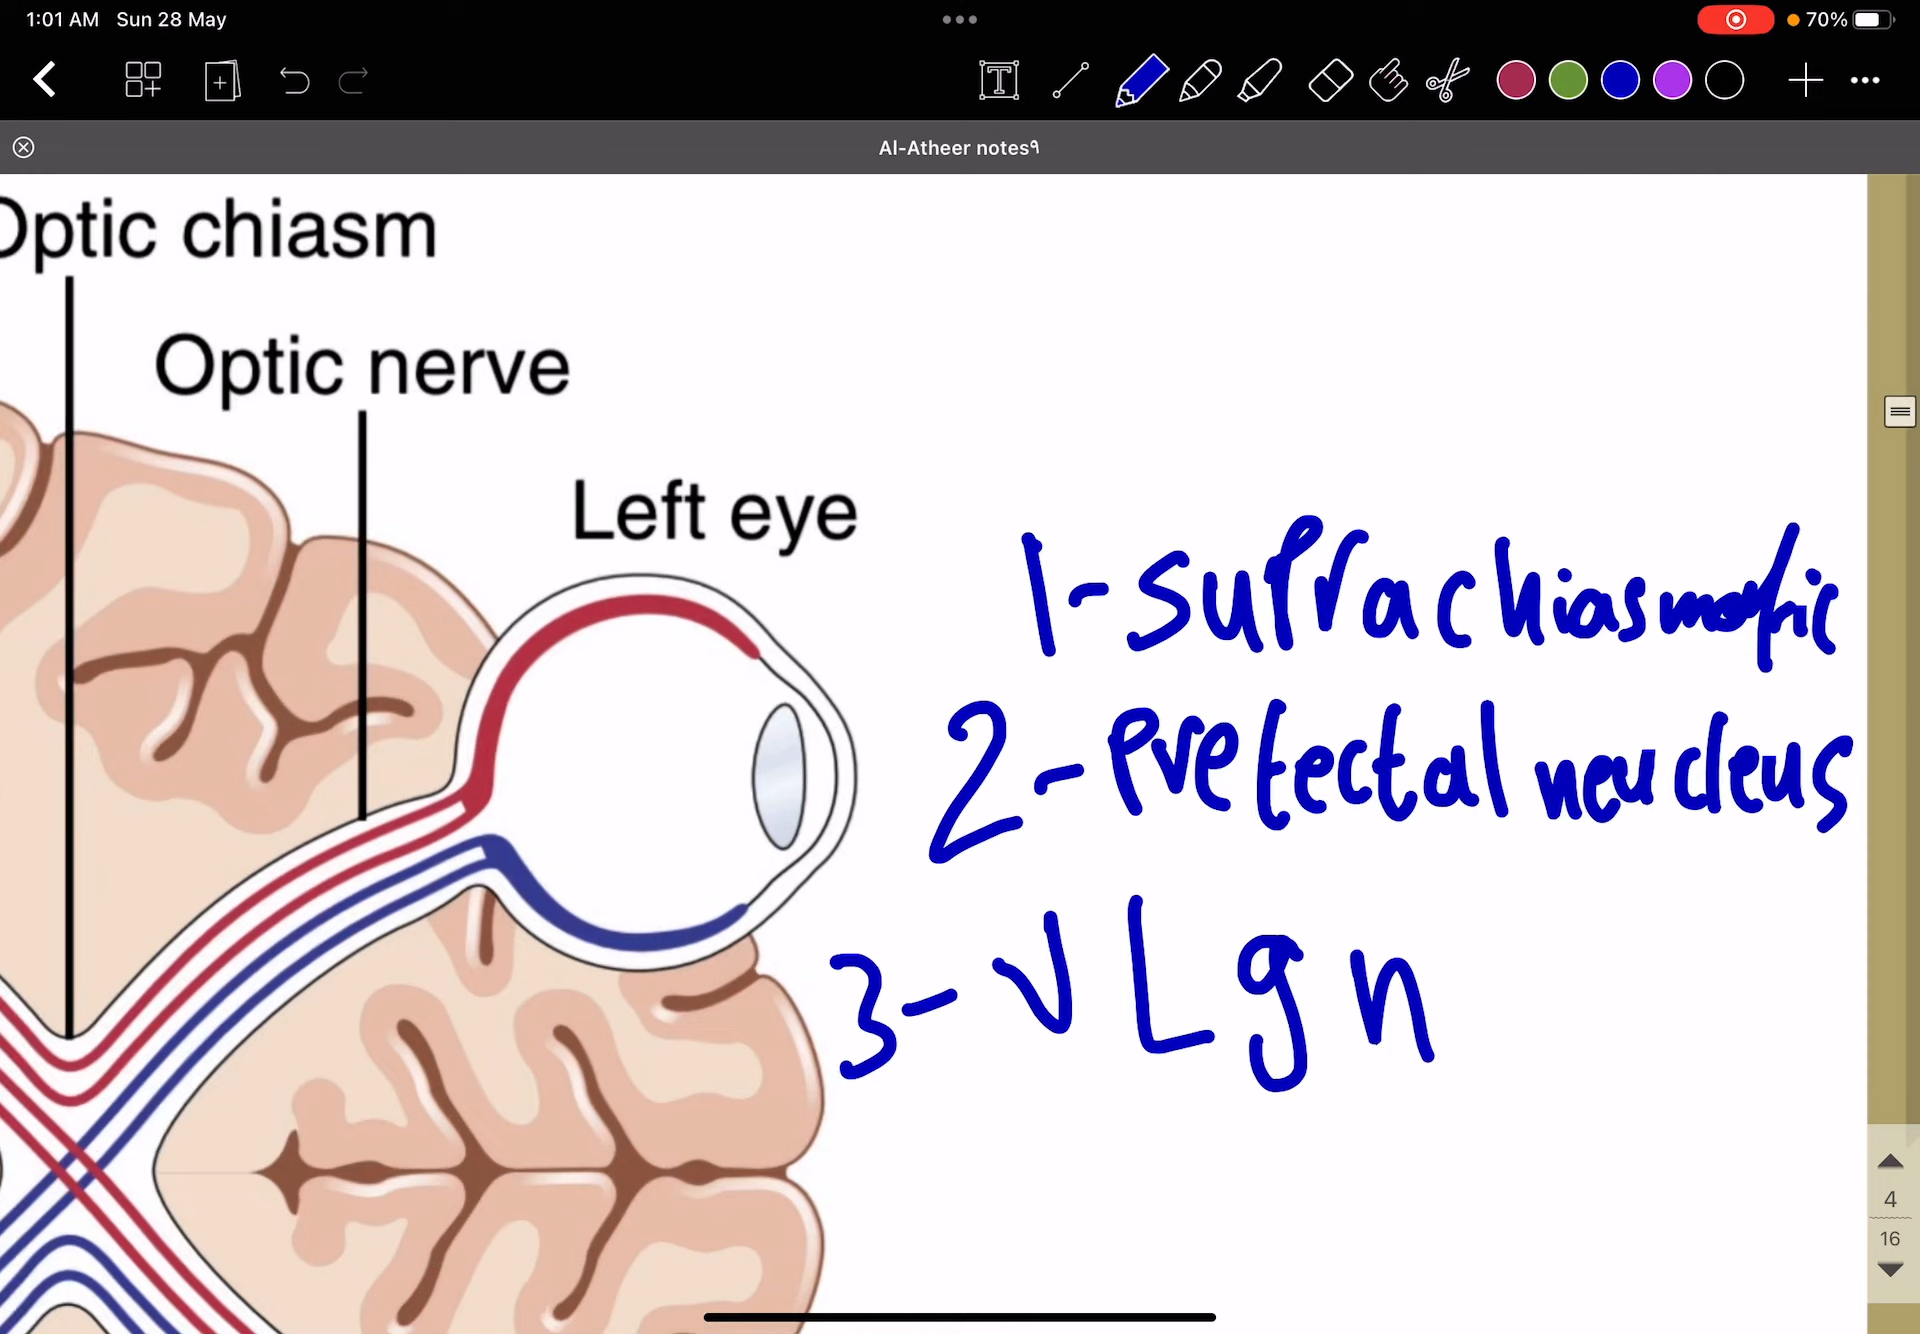 1:01 AM Sun 28 May
70%
T
Al-Atheer notes٩
Optic chiasm
Optic nerve
Left eye
1-suprachiasmatic
2-pretectal neucleus
3-vLgn
4
16